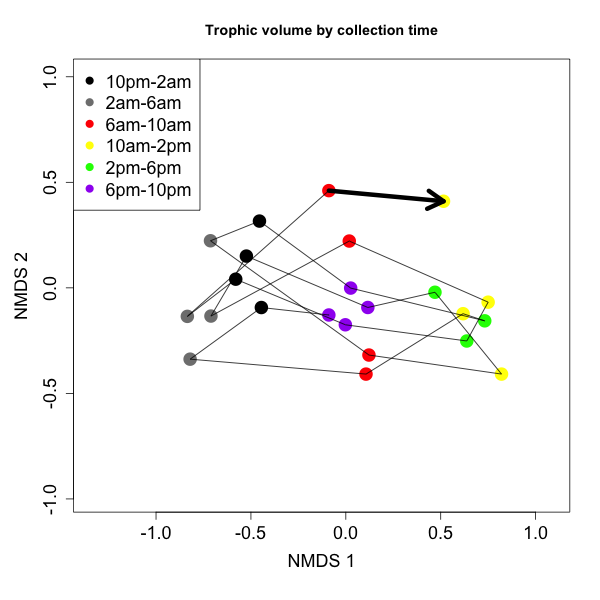 Trophic volume by collection time
10pm-2am
2am-6am
6am-10am
10am-2pm
2pm-6pm
6pm-10pm
1.0
0.5
0.0
-0.5
-1.0
NMDS 2
-1.0 -0.5 0.0 0.5 1.0
NMDS 1